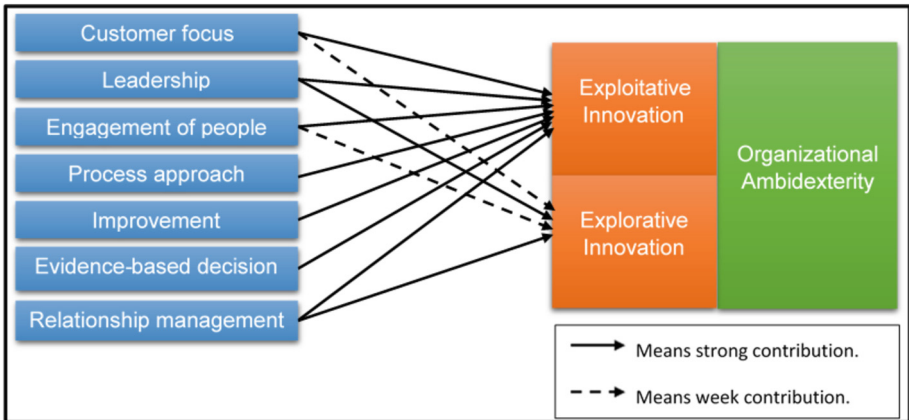 Customer focus
Leadership
Engagement of people
Process approach
Improvement
Evidence-based decision
Relationship management
Exploitative
Innovation
Explorative
Innovation
Organizational
Ambidexterity
Means strong contribution.
Means week contribution.